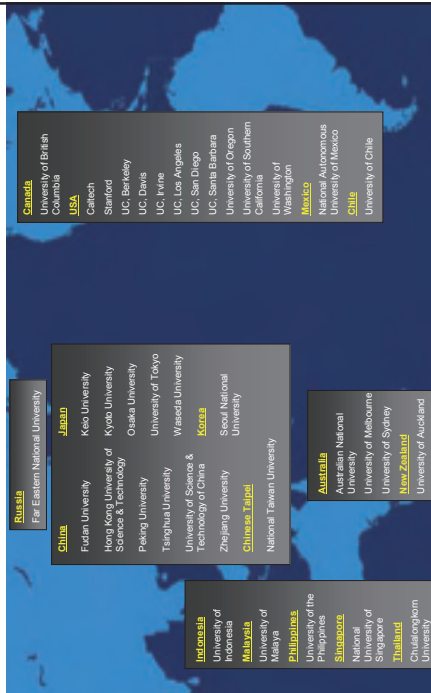 Russia
Far Eastern National University
China
Fudan University
Hong Kong University of
Science & Technology
Peking University
Tsinghua University
University of Science &
Technology of China
Zhejiang University
Chinese Taipei
National Taiwan University
Japan
Keio University
Kyoto University
Osaka University
University of Tokyo
Waseda University
Korea
Seoul National
University
Canada
University of British
Columbia
USA
Caltech
Stanford
UC, Berkeley
UC, Davis
UC, Irvine
UC, Los Angeles
UC, San Diego
UC, Santa Barbara
University of Oregon
University of Southern
California
University of
Washington
Mexico
National Autonomous
University of Mexico
Chile
University of Chile
Indonesia
University of
Indonesia
Malaysia
University of
Malaya
Philippines
University of the
Philippines
Singapore
National
University of
Singapore
Thailand
Chulalongkorn
University
Australia
Australian National
University
University of Melbourne
University of Sydney
New Zealand
University of Auckland